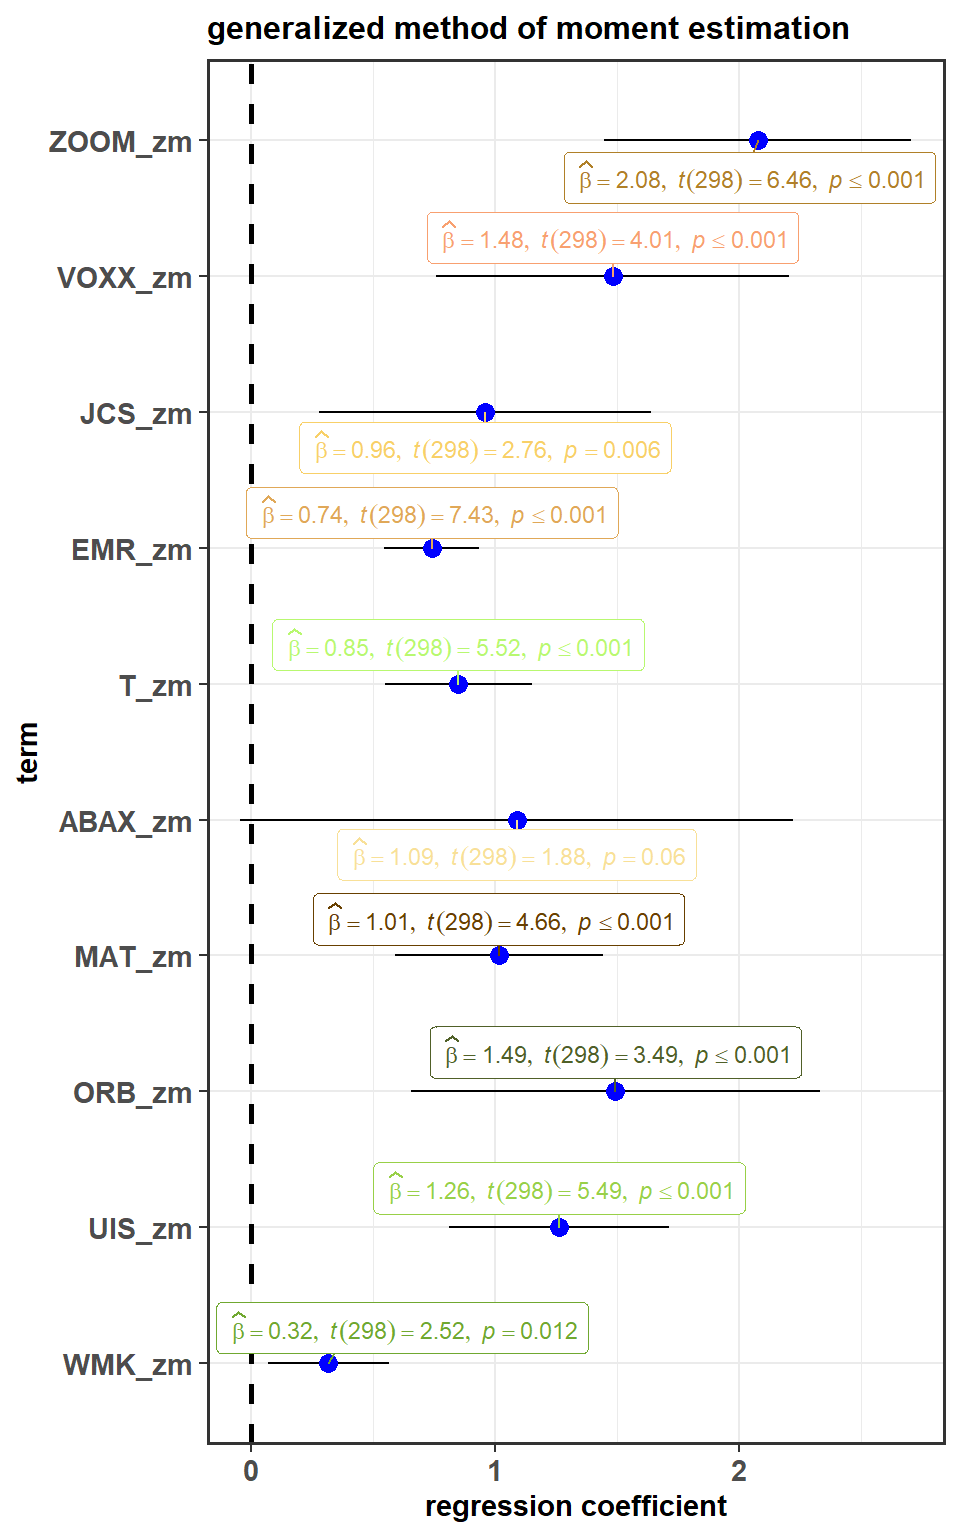 generalized method of moment estimation
ZOOM_zm
β̂ = 2.08, t(298) = 6.46, p ≤ 0.001
β̂ = 1.48, t(298) = 4.01, p ≤ 0.001
VOXX_zm
JCS_zm
β̂ = 0.96, t(298) = 2.76, p = 0.006
β̂ = 0.74, t(298) = 7.43, p ≤ 0.001
EMR_zm
β̂ = 0.85, t(298) = 5.52, p ≤ 0.001
T_zm
term
ABAX_zm
β̂ = 1.09, t(298) = 1.88, p = 0.06
β̂ = 1.01, t(298) = 4.66, p ≤ 0.001
MAT_zm
β̂ = 1.49, t(298) = 3.49, p ≤ 0.001
ORB_zm
β̂ = 1.26, t(298) = 5.49, p ≤ 0.001
UIS_zm
β̂ = 0.32, t(298) = 2.52, p = 0.012
WMK_zm
0 1 2
regression coefficient